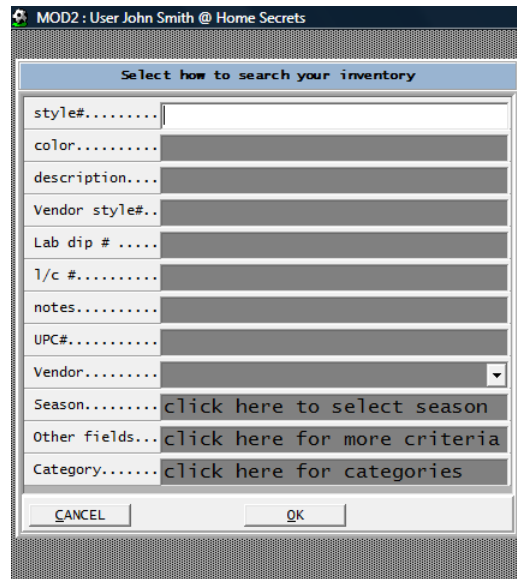 MOD2 : User John Smith @ Home Secrets
Select how to search your inventory
style#.........
color..........
description....
Vendor style#..
Lab dip # .....
l/c #..........
notes..........
UPC#...........
Vendor.........
Season.........click here to select season
Other fields...click here for more criteria
Category.......click here for categories
CANCEL OK